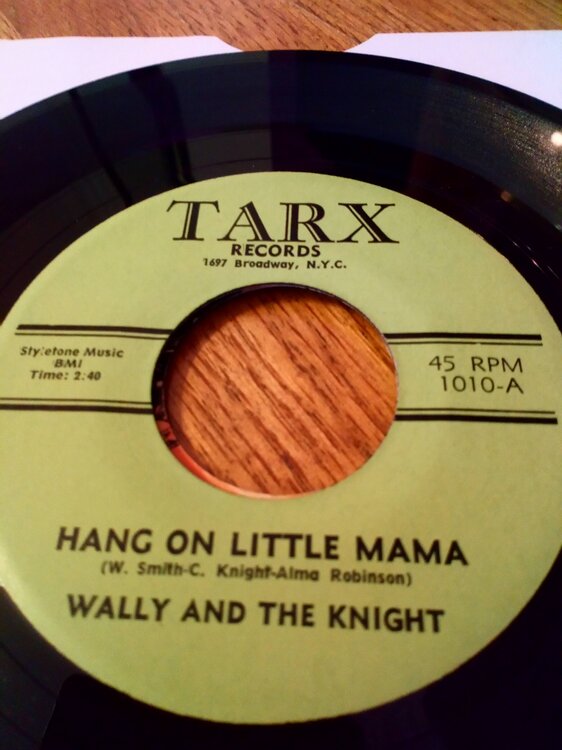 TARX
RECORDS
1697 Broadway, N.Y.C.
Styletone Music
BMI
Time: 2:40
45 RPM
1010-A
HANG ON LITTLE MAMA
(W. Smith-C. Knight-Alma Robinson)
WALLY AND THE KNIGHT